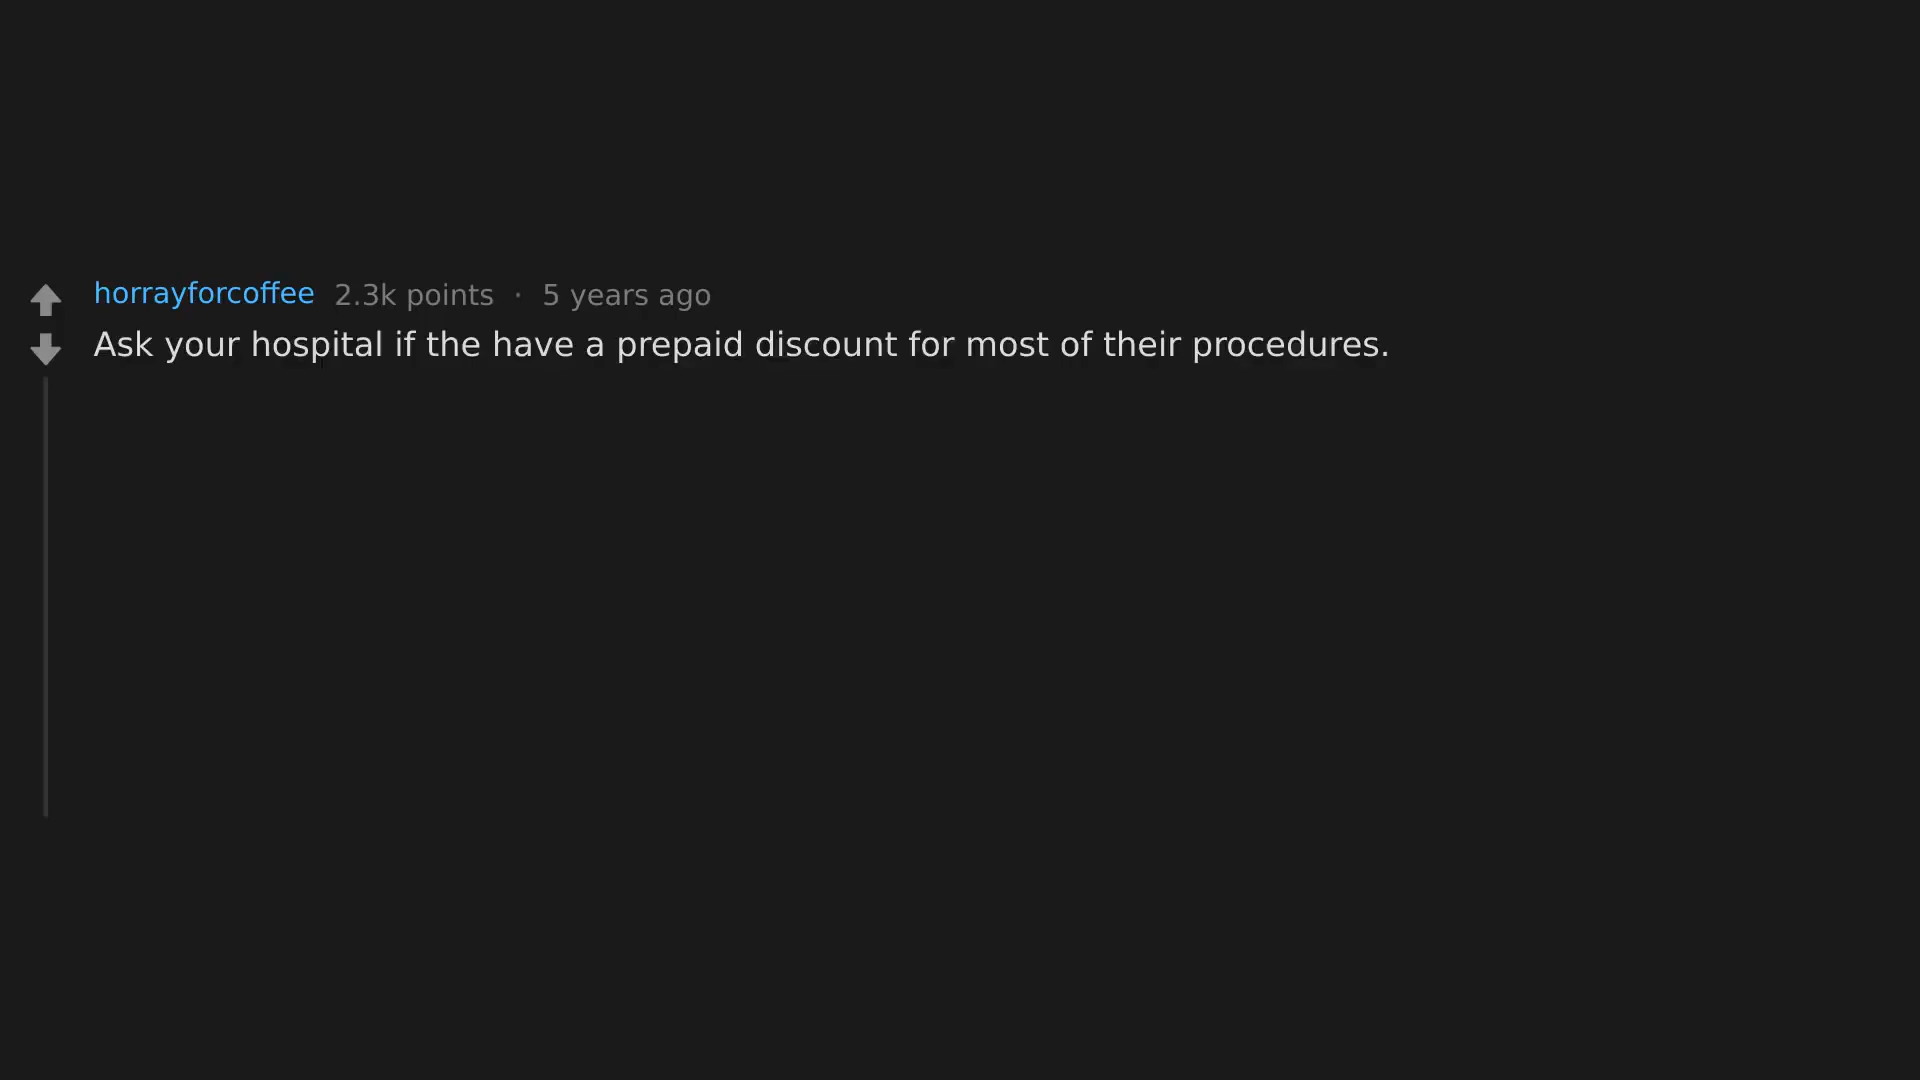 horrayforcoffee 2.3k points · 5 years ago
Ask your hospital if the have a prepaid discount for most of their procedures.